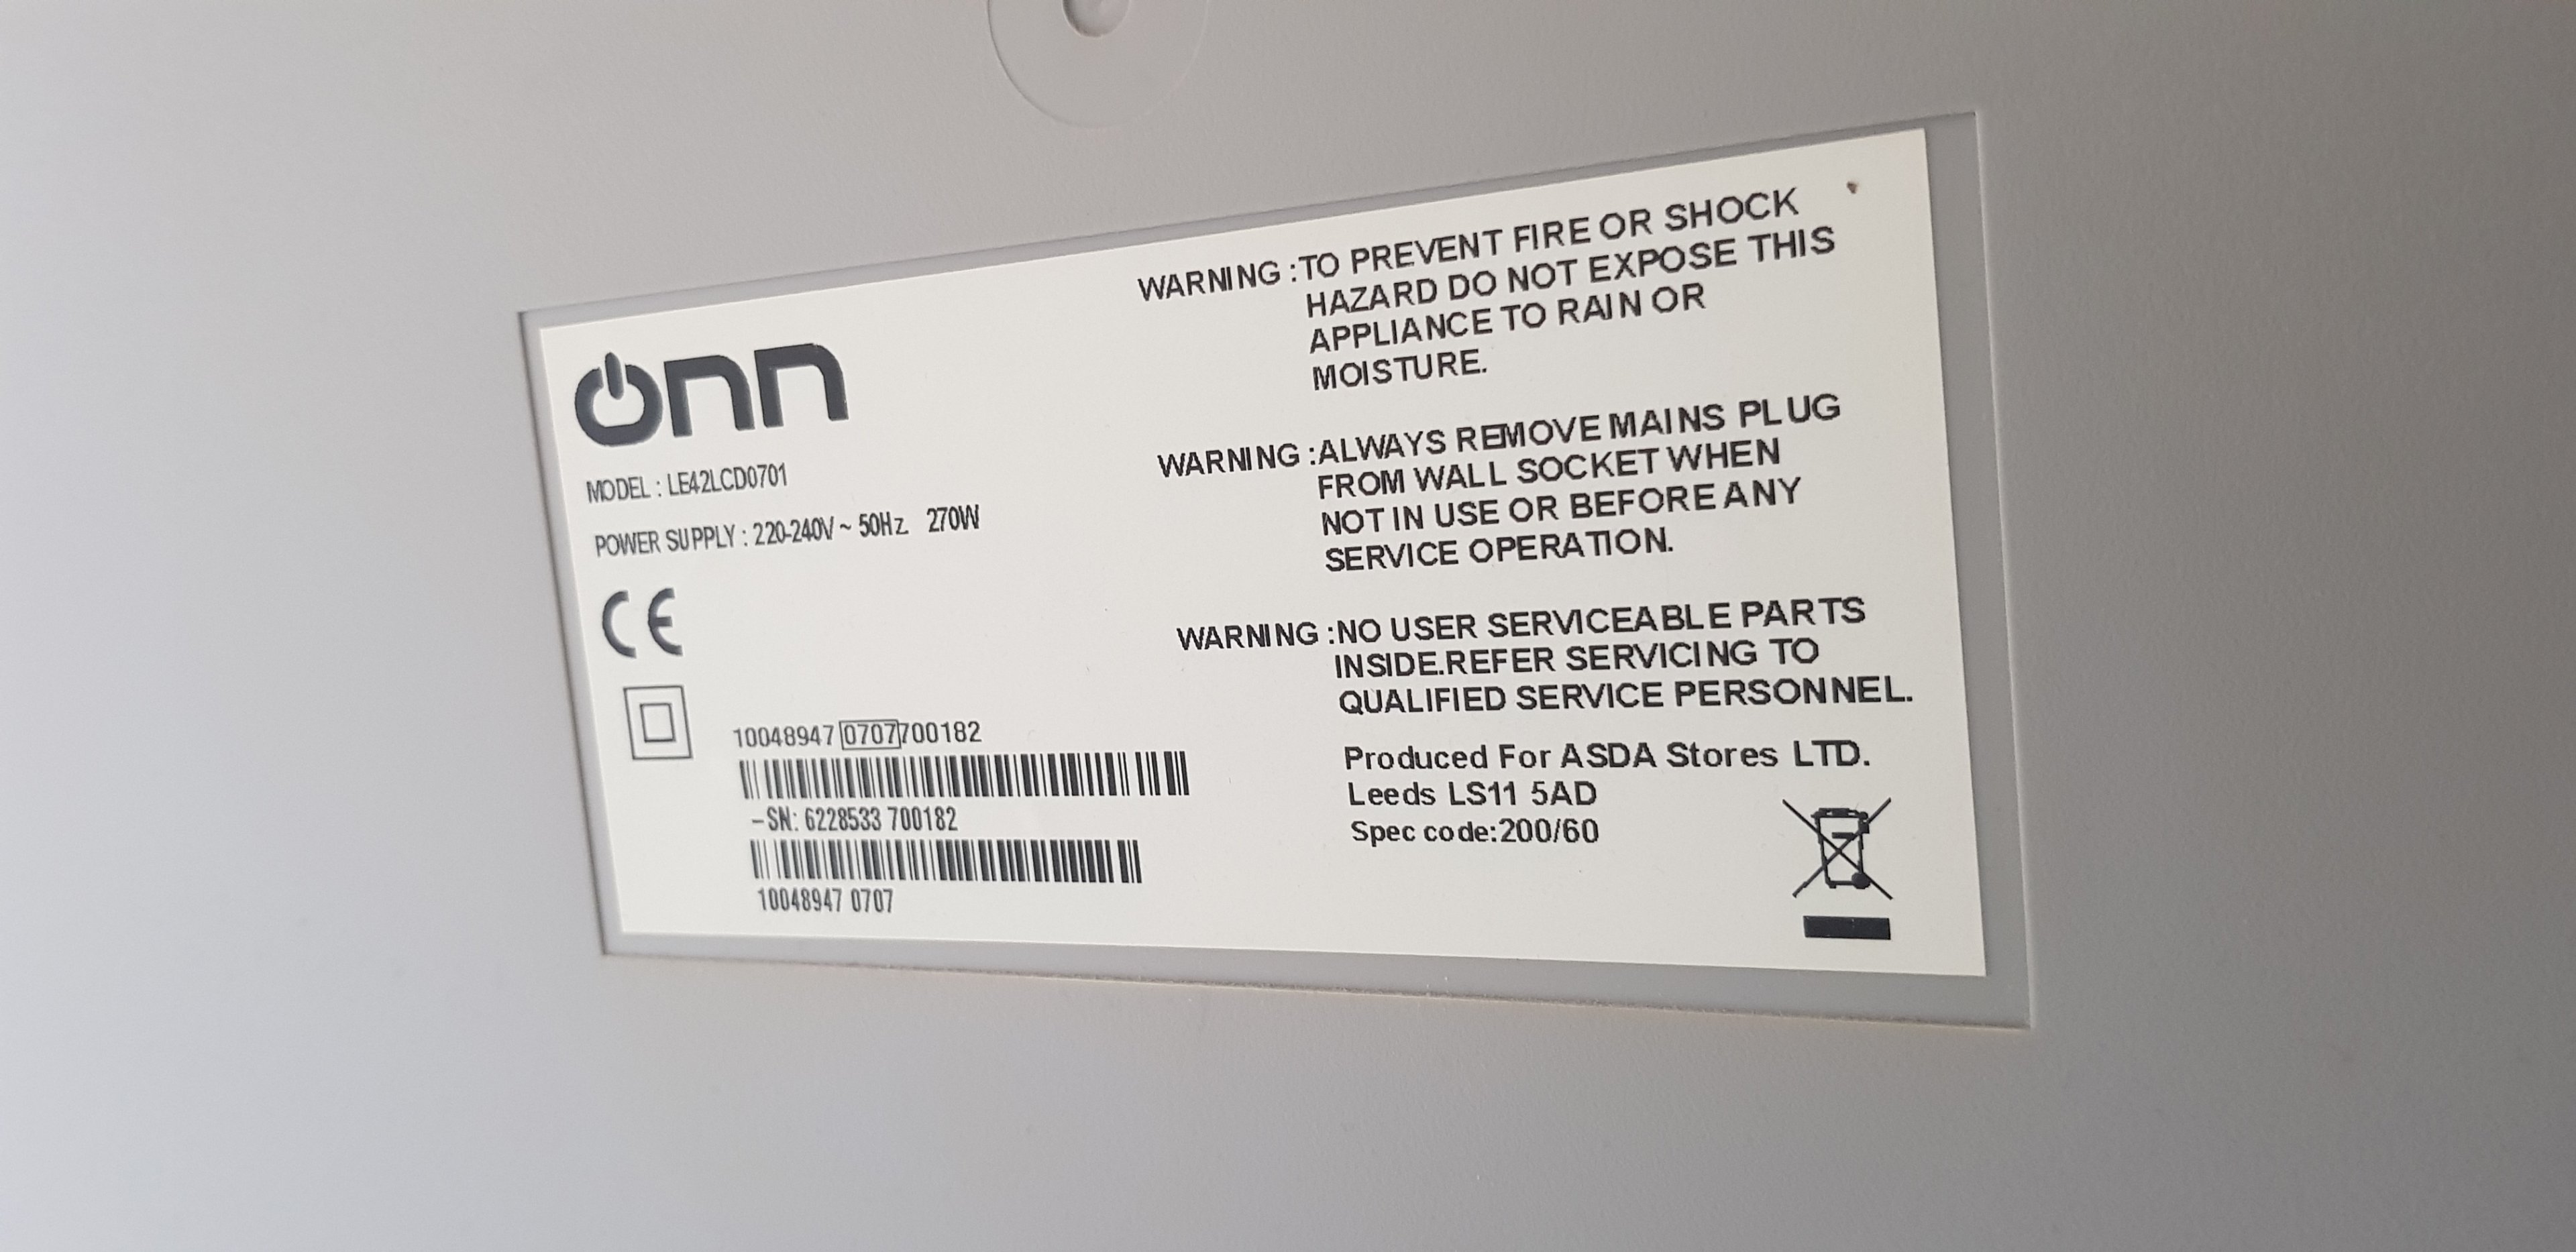 onn
MODEL : LE42LCD0701
POWER SUPPLY : 220-240V ~ 50Hz 270W
CE
10048947 0707700182
-SN: 6228533 700182
10048947 0707
WARNING :TO PREVENT FIRE OR SHOCK
HAZARD DO NOT EXPOSE THIS
APPLIANCE TO RAIN OR
MOISTURE.
WARNING :ALWAYS REMOVE MAINS PLUG
FROM WALL SOCKET WHEN
NOT IN USE OR BEFORE ANY
SERVICE OPERATION.
WARNING :NO USER SERVICEABLE PARTS
INSIDE.REFER SERVICING TO
QUALIFIED SERVICE PERSONNEL.
Produced For ASDA Stores LTD.
Leeds LS11 5AD
Spec code:200/60